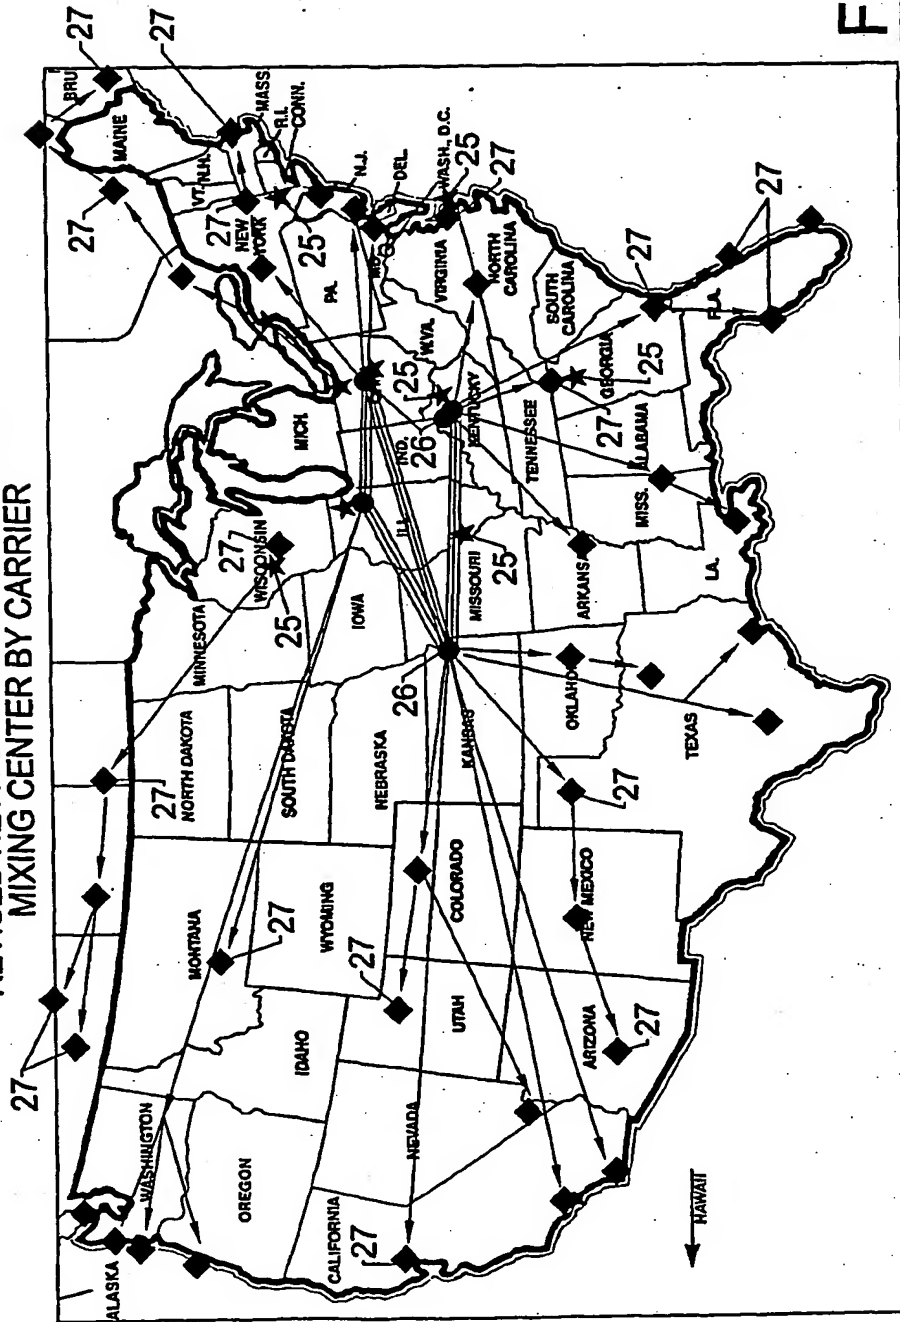 MIXING CENTER BY CARRIER
27
27
27
BRU
MAINE
27
VT.
N.H.
MASS
R.I.
CONN.
27
NEW
YORK
25
N.J.
DEL.
PA.
MD.
WASH., D.C.
25
27
VIRGINIA
W.VA.
NORTH
CAROLINA
SOUTH
CAROLINA
27
27
FLA.
GEORGIA
25
27
ALABAMA
TENNESSEE
KENTUCKY
25
26
IND.
MICH.
ILL.
WISCONSIN
27
25
MINNESOTA
IOWA
MISSOURI
25
ARKANSAS
MISS.
LA.
26
NORTH DAKOTA
27
SOUTH DAKOTA
NEBRASKA
KANSAS
OKLAHO
TEXAS
27
MONTANA
27
WYOMING
27
COLORADO
NEW MEXICO
UTAH
ARIZONA
27
IDAHO
NEVADA
WASHINGTON
OREGON
CALIFORNIA
27
ALASKA
HAWAII
F